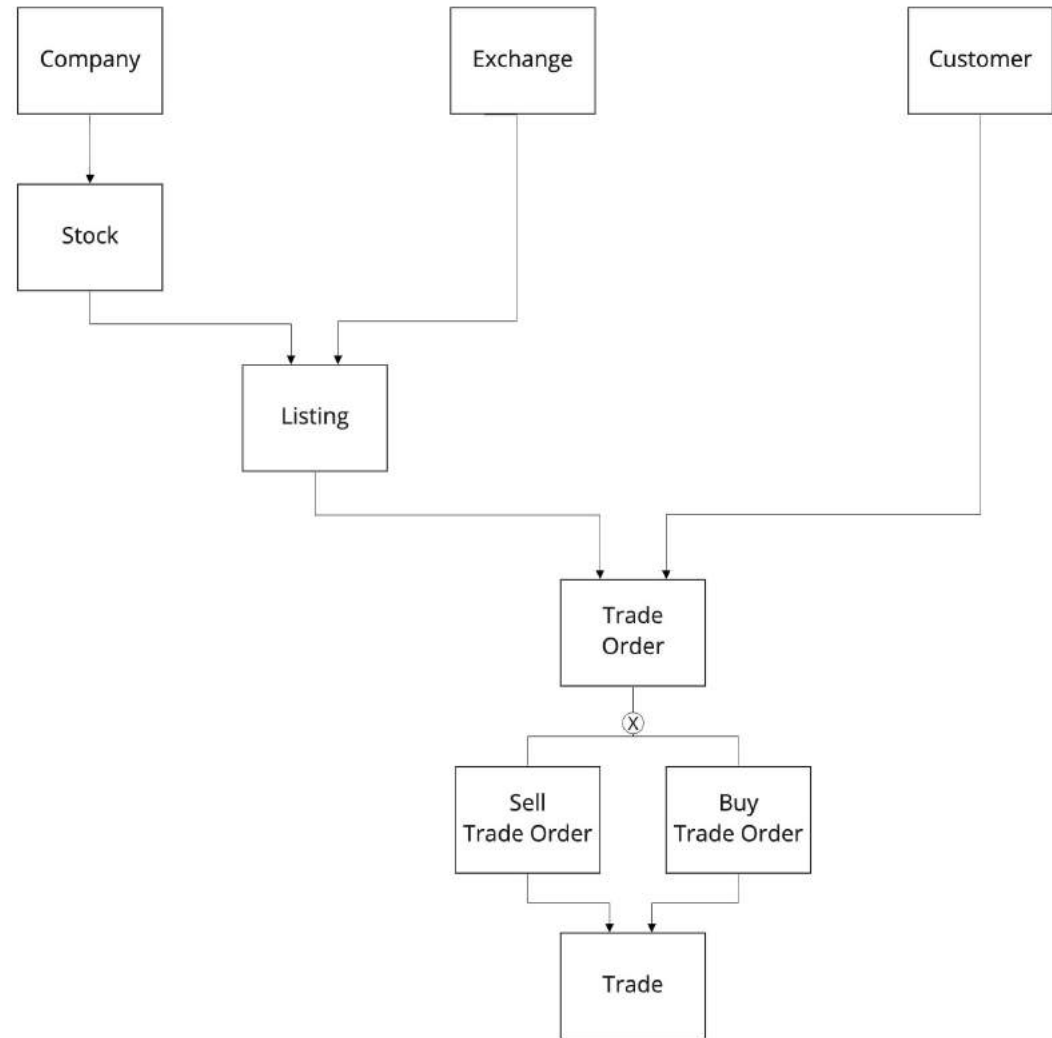 Company
Exchange
Customer
Stock
Listing
Trade
Order
X
Sell
Trade Order
Buy
Trade Order
Trade